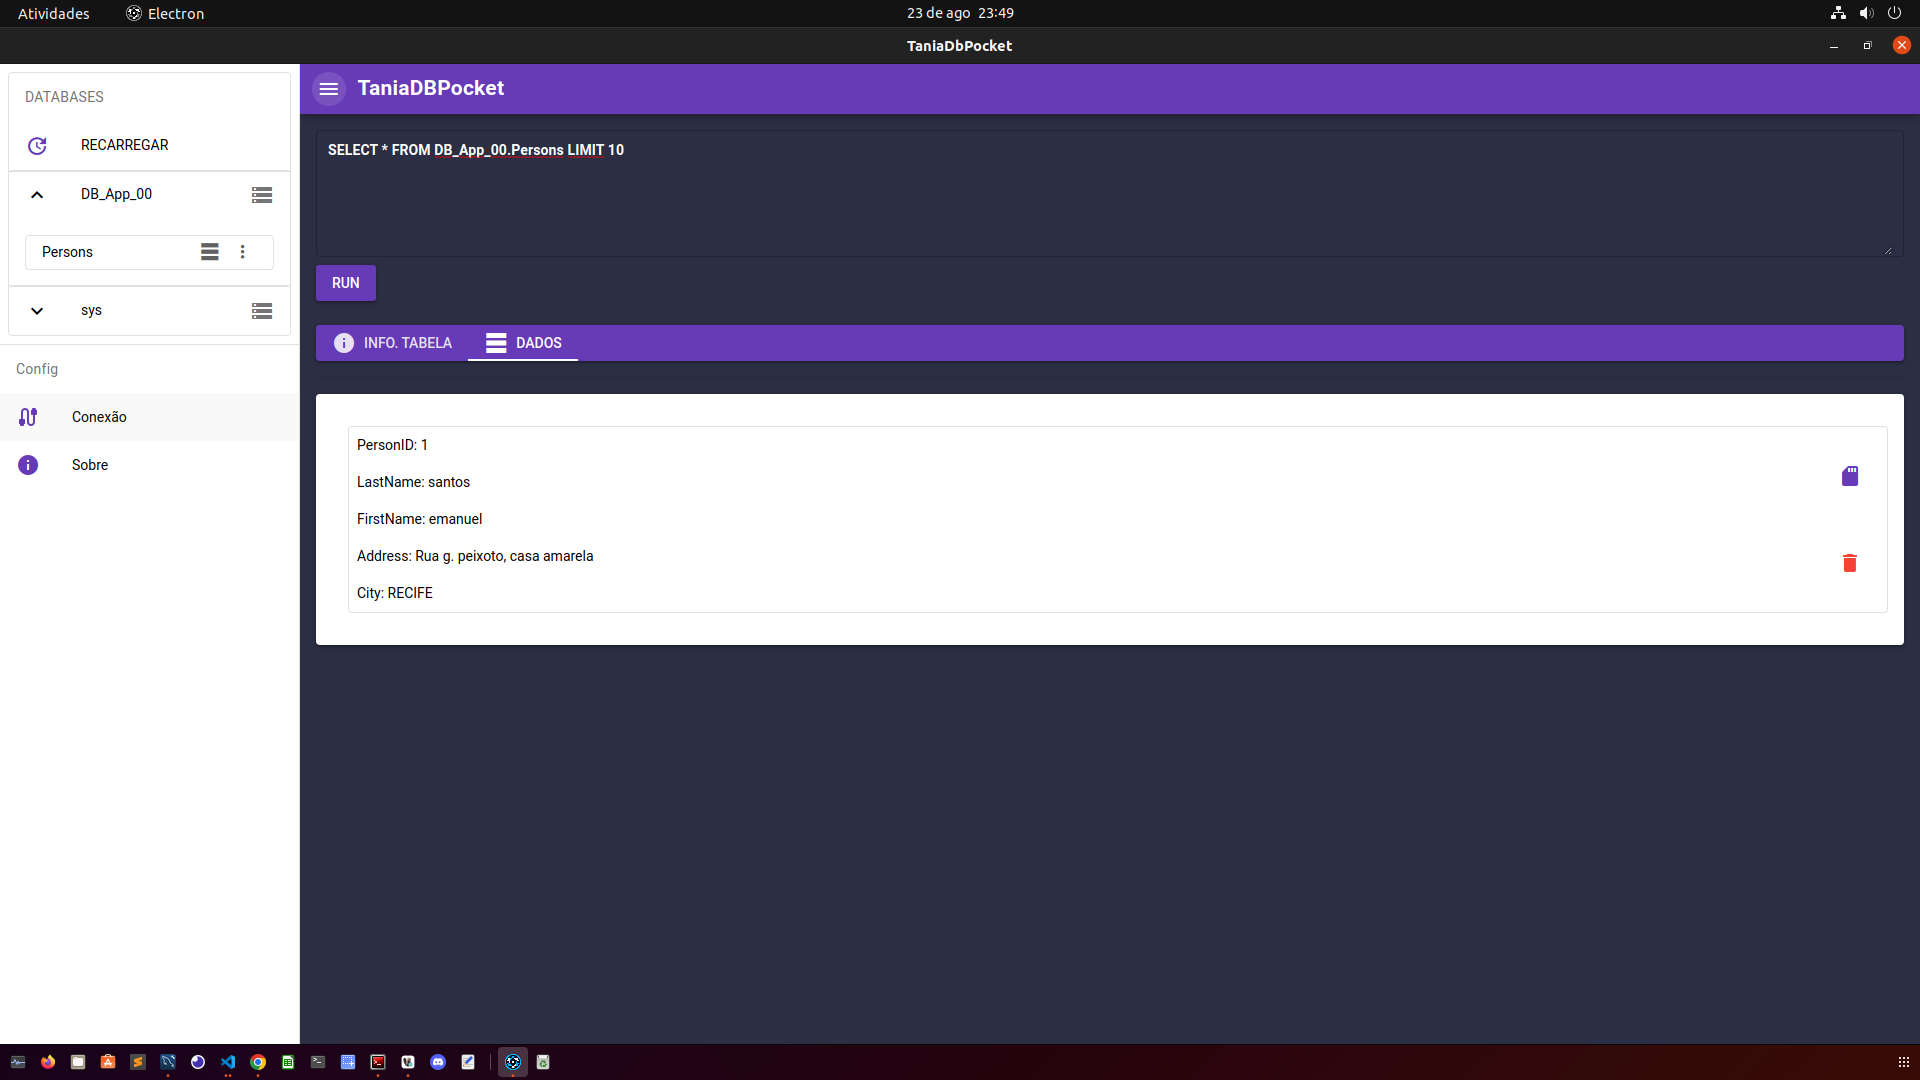 Atividades
Electron
23 de ago 23:49
TaniaDbPocket
DATABASES
RECARREGAR
DB_App_00
Persons
sys
Config
Conexão
Sobre
TaniaDBPocket
SELECT * FROM DB_App_00.Persons LIMIT 10
RUN
INFO. TABELA
DADOS
PersonID: 1
LastName: santos
FirstName: emanuel
Address: Rua g. peixoto, casa amarela
City: RECIFE